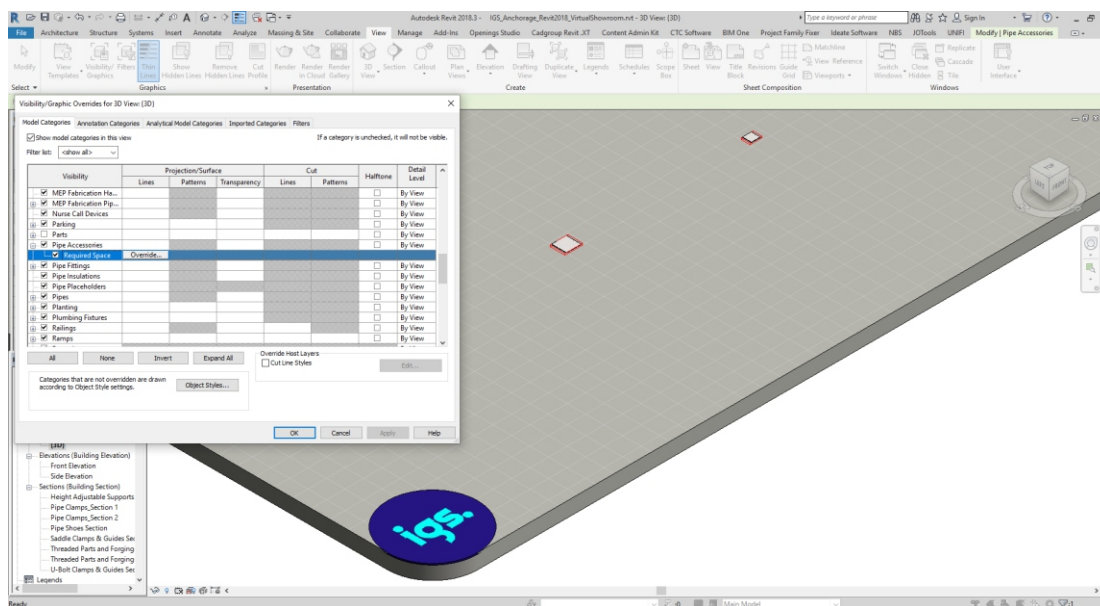 Autodesk Revit 2018.3 - IGS_Anchorage_Revit2018_VirtualShowroom.rvt - 3D View: {3D}
Type a keyword or phrase
Sign In
File Architecture Structure Systems Insert Annotate Analyze Massing & Site Collaborate View Manage Add-Ins Openings Studio Cadgroup Revit JXT Content Admin Kit CTC Software BIM One Project Family Fixer Ideate Software NBS JOTools UNIFI Modify | Pipe Accessories
Modify View Templates Visibility/ Graphics Filters Thin Lines Show Hidden Lines Remove Hidden Lines Cut Profile Render Render in Cloud Render Gallery 3D View Section Callout Plan Views Elevation Drafting View Duplicate View Legends Schedules Scope Box Sheet View Title Block Revisions Guide Grid Matchline View Reference Viewports Switch Windows Close Hidden Replicate Cascade Tile User Interface
Select Graphics Presentation Create Sheet Composition Windows
Visibility/Graphic Overrides for 3D View: {3D}
Model Categories Annotation Categories Analytical Model Categories Imported Categories Filters
Show model categories in this view
If a category is unchecked, it will not be visible.
Filter list: <show all>
Visibility Projection/Surface Cut Halftone Detail Level
Lines Patterns Transparency Lines Patterns
MEP Fabrication Ha... By View
MEP Fabrication Pip... By View
Nurse Call Devices By View
Parking By View
Parts By View
Pipe Accessories By View
Required Space Override...
Pipe Fittings By View
Pipe Insulations By View
Pipe Placeholders By View
Pipes By View
Planting By View
Plumbing Fixtures By View
Railings By View
Ramps By View
All None Invert Expand All
Override Host Layers
Cut Line Styles
Edit...
Categories that are not overridden are drawn
according to Object Style settings.
Object Styles...
OK Cancel Apply Help
{3D}
Elevations (Building Elevation)
Front Elevation
Side Elevation
Sections (Building Section)
Height Adjustable Supports
Pipe Clamps_Section 1
Pipe Clamps_Section 2
Pipe Shoes Section
Saddle Clamps & Guides Sec
Threaded Parts and Forging
Threaded Parts and Forging
U-Bolt Clamps & Guides Sec
Legends
igs.
Ready
Main Model